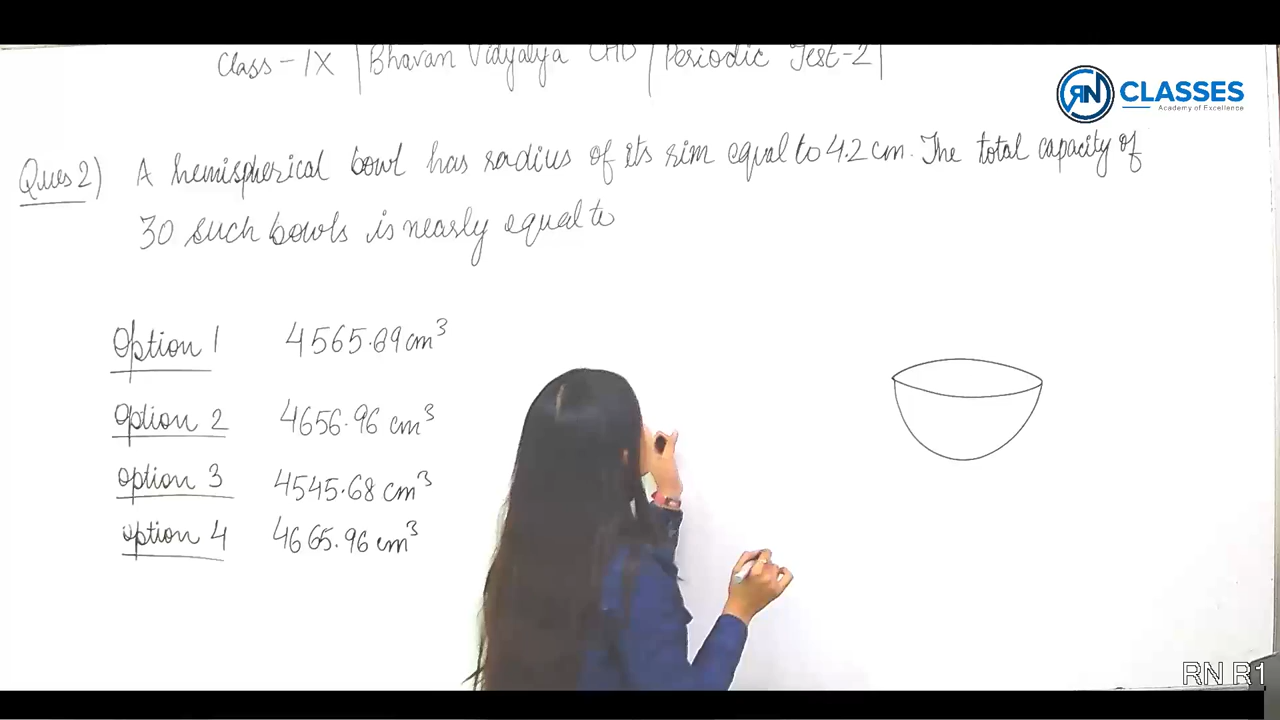 Class-IX | Bhavan Vidyalya CHD | Periodic Test-2 |
RN CLASSES
Academy of Excellence
Ques 2) A hemispherical bowl has radius of its rim equal to 4.2 cm. The total capacity of
30 such bowls is nearly equal to
Option 1 4565.69 cm³
Option 2 4656.96 cm³
Option 3 4545.68 cm³
Option 4 4665.96 cm³
RN R1